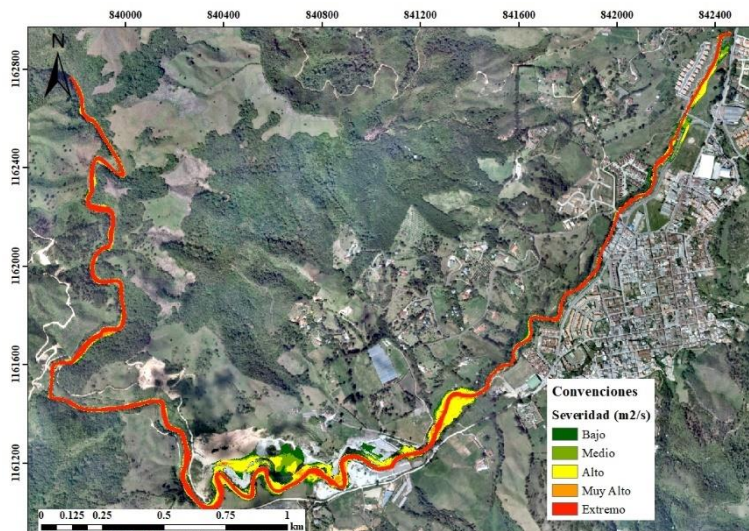 840000 840400 840800 841200 841600 842000 842400
N
1162800
1162400
1162000
1161600
1161200
Convenciones
Severidad (m2/s)
Bajo
Medio
Alto
Muy Alto
Extremo
0 0.125 0.25 0.5 0.75 1
km